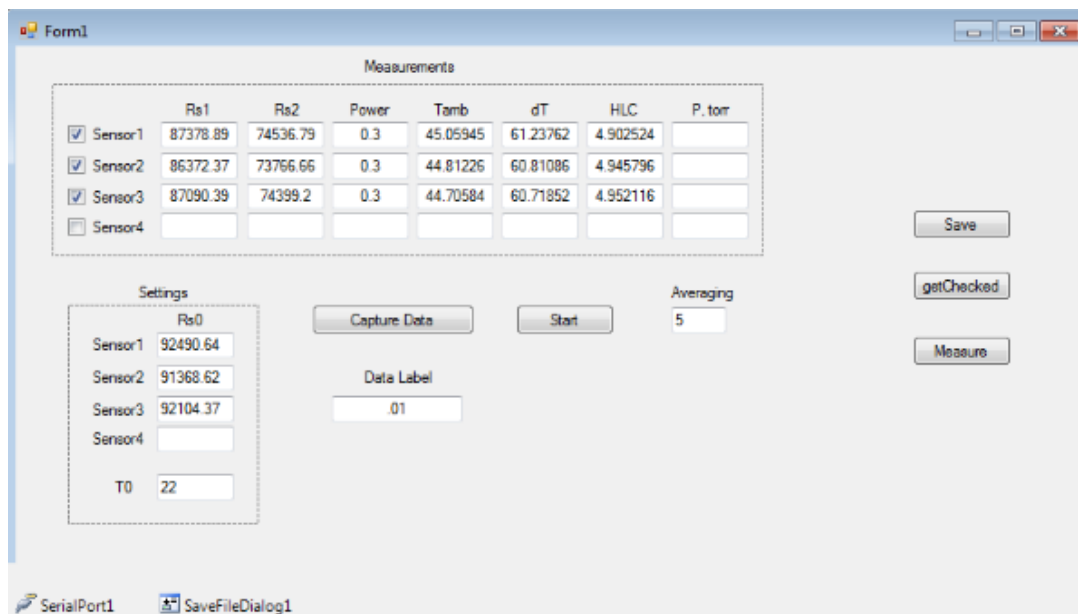 Form1
Measurements
Rs1 Rs2 Power Tamb dT HLC P, torr
Sensor1 87378.89 74536.79 0.3 45.05945 61.23762 4.902524
Sensor2 86372.37 73766.66 0.3 44.81226 60.81086 4.945796
Sensor3 87090.39 74399.2 0.3 44.70584 60.71852 4.952116
Sensor4
Save
Settings
Averaging
getChecked
Rs0
Capture Data Start 5
Sensor1 92490.64
Measure
Sensor2 91368.62
Data Label
Sensor3 92104.37
.01
Sensor4
T0 22
SerialPort1 SaveFileDialog1